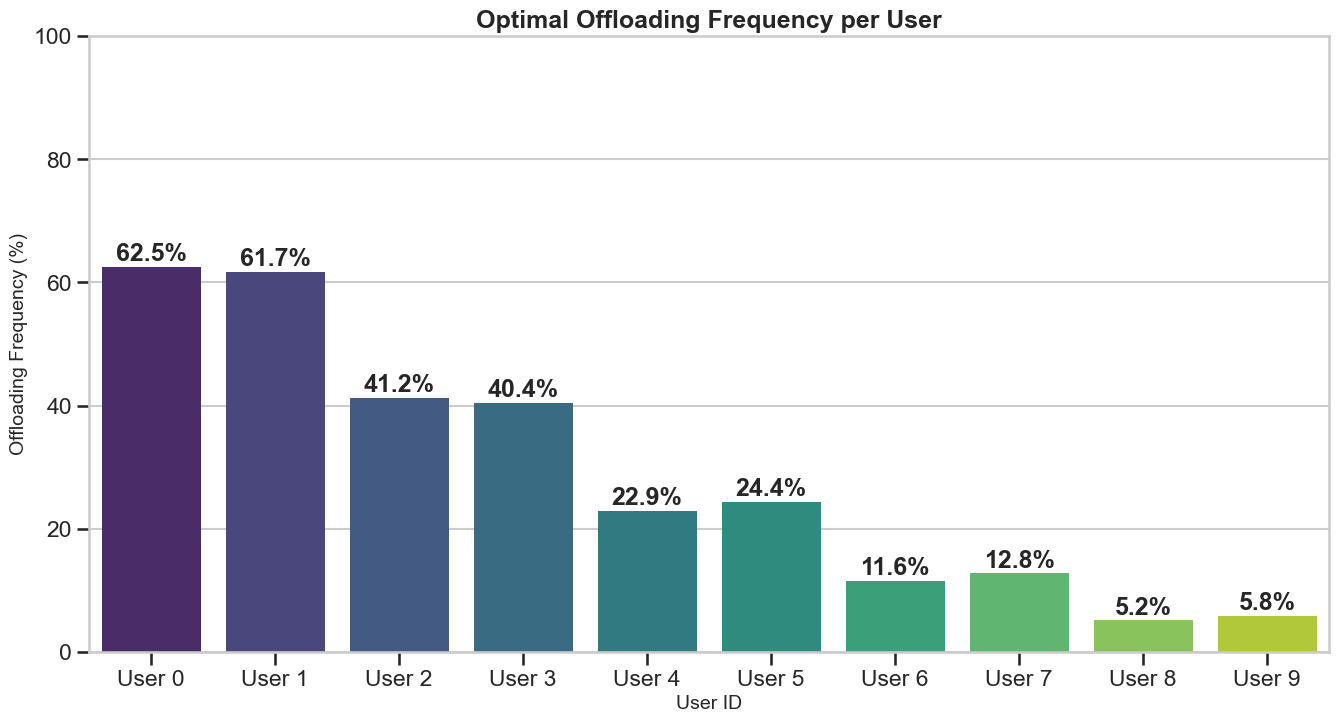 Optimal Offloading Frequency per User
Offloading Frequency (%)
100
80
60
40
20
0
62.5%
61.7%
41.2%
40.4%
22.9%
24.4%
11.6%
12.8%
5.2%
5.8%
User 0
User 1
User 2
User 3
User 4
User 5
User 6
User 7
User 8
User 9
User ID